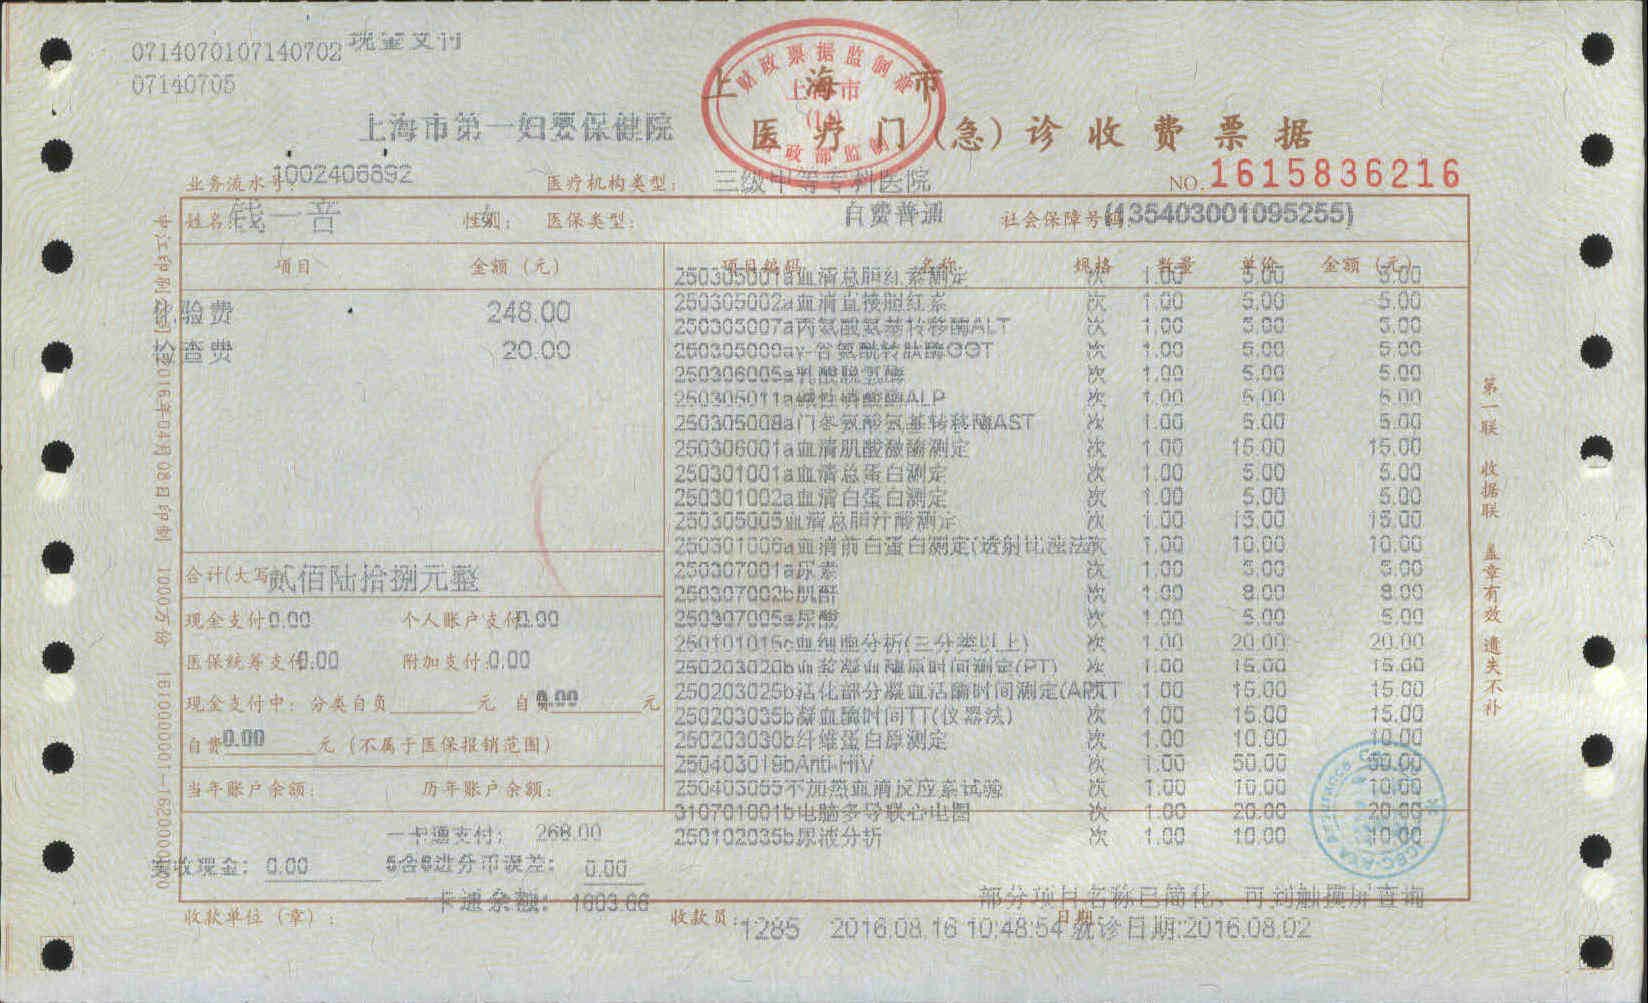 0714070107140702 现金支付
07140705
财政票据监制章
上海市
医疗门(急)诊收费票据
上海市第一妇婴保健院
业务流水号: 1002406892 医疗机构类型: 三级甲等专科医院 NO. 1615836216
姓名: 钱一音 性别: 女 医保类型: 自费普通 社会保障号码: (135403001095255)
项目 金额(元) 项目编码 名称 规格 数量 单价 金额(元)
化验费 248.00
检查费 20.00
250305001a血清总胆红素测定 次 1.00 5.00 5.00
250305002a血清直接胆红素 次 1.00 5.00 5.00
250305007a丙氨酸氨基转移酶ALT 次 1.00 5.00 5.00
250305009aγ-谷氨酰转肽酶GGT 次 1.00 5.00 5.00
250306005a乳酸脱氢酶 次 1.00 5.00 5.00
250305011a碱性磷酸酶ALP 次 1.00 5.00 5.00
250305008a门冬氨酸氨基转移酶AST 次 1.00 5.00 5.00
250306001a血清肌酸激酶测定 次 1.00 15.00 15.00
250301001a血清总蛋白测定 次 1.00 5.00 5.00
250301002a血清白蛋白测定 次 1.00 5.00 5.00
250305005血清总胆汁酸测定 次 1.00 15.00 15.00
250301006a血清前白蛋白测定(透射比浊法) 次 1.00 10.00 10.00
250307001a尿素 次 1.00 5.00 5.00
250307002b肌酐 次 1.00 8.00 8.00
250307005a尿酸 次 1.00 5.00 5.00
250101015c血细胞分析(三分类以上) 次 1.00 20.00 20.00
250203020b血浆凝血酶原时间测定(PT) 次 1.00 15.00 15.00
250203025b活化部分凝血活酶时间测定(APTT 次 1.00 15.00 15.00
250203035b凝血酶时间TT(仪器法) 次 1.00 15.00 15.00
250203030b纤维蛋白原测定 次 1.00 10.00 10.00
250403019bAnti-HIV 次 1.00 50.00 50.00
250403055不加热血清反应素试验 次 1.00 10.00 10.00
310701001b电脑多导联心电图 次 1.00 20.00 20.00
250102035b尿液分析 次 1.00 10.00 10.00
合计(大写) 贰佰陆拾捌元整
现金支付: 0.00 个人账户支付: 0.00
医保统筹支付: 0.00 附加支付: 0.00
现金支付中: 分类自负 元 自负 0.00 元
自费 0.00 元 (不属于医保报销范围)
当年账户余额: 历年账户余额:
一卡通支付: 268.00
实收现金: 0.00 5舍6进分币误差: 0.00
一卡通余额: 1603.66 部分项目名称已简化，可到触摸屏查询
收款单位(章): 收款员: 1285 日期: 2016.08.16 10:48:54 就诊日期:2016.08.02
第一联 收据联 盖章有效 遗失不补
2016年04月08日印制 1000万份 1610000001-1620000000